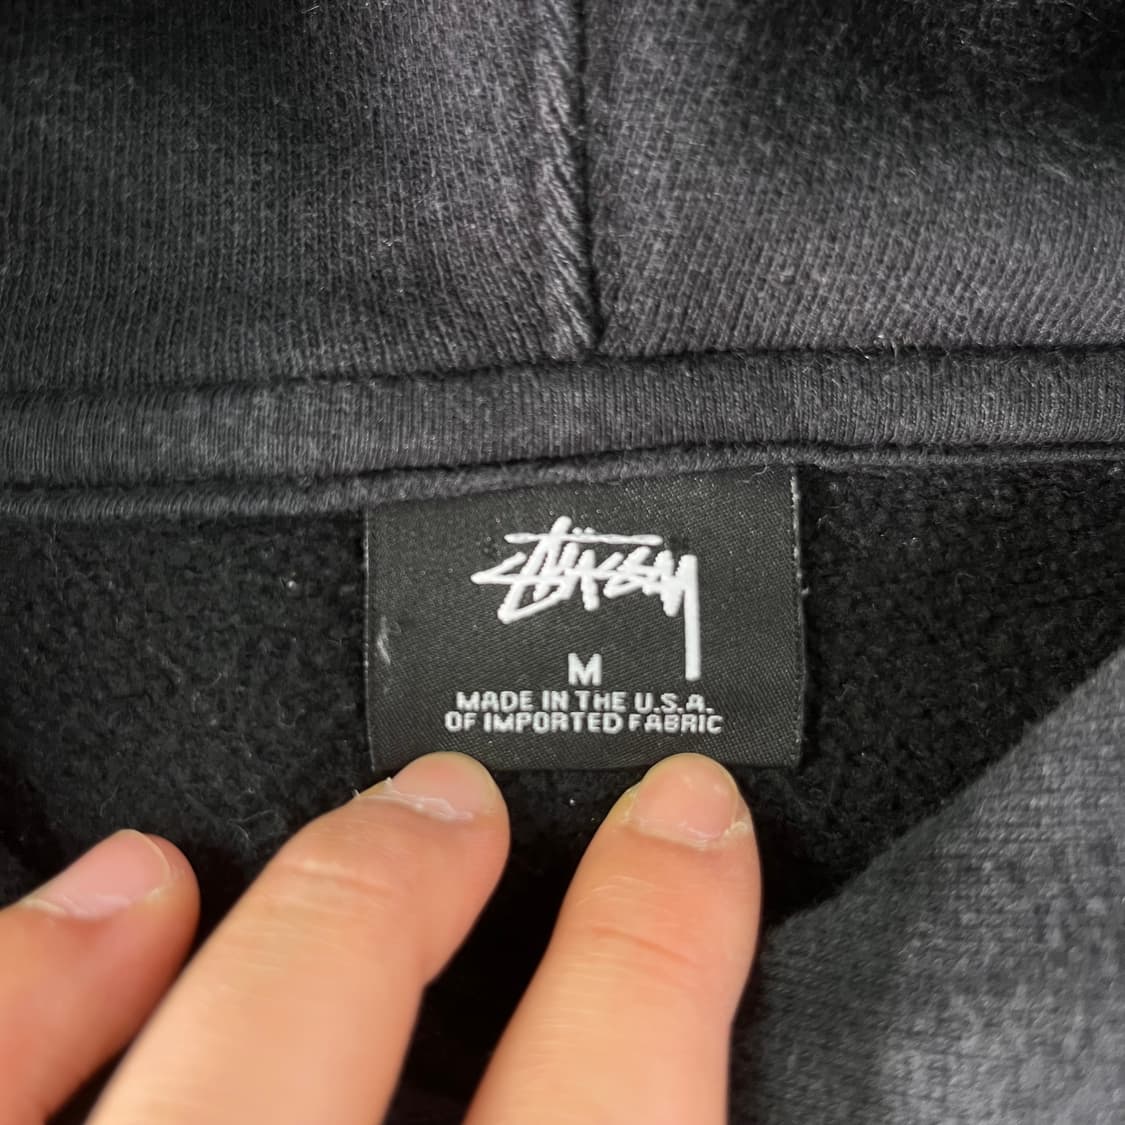 Stüssy
M
MADE IN THE U.S.A.
OF IMPORTED FABRIC